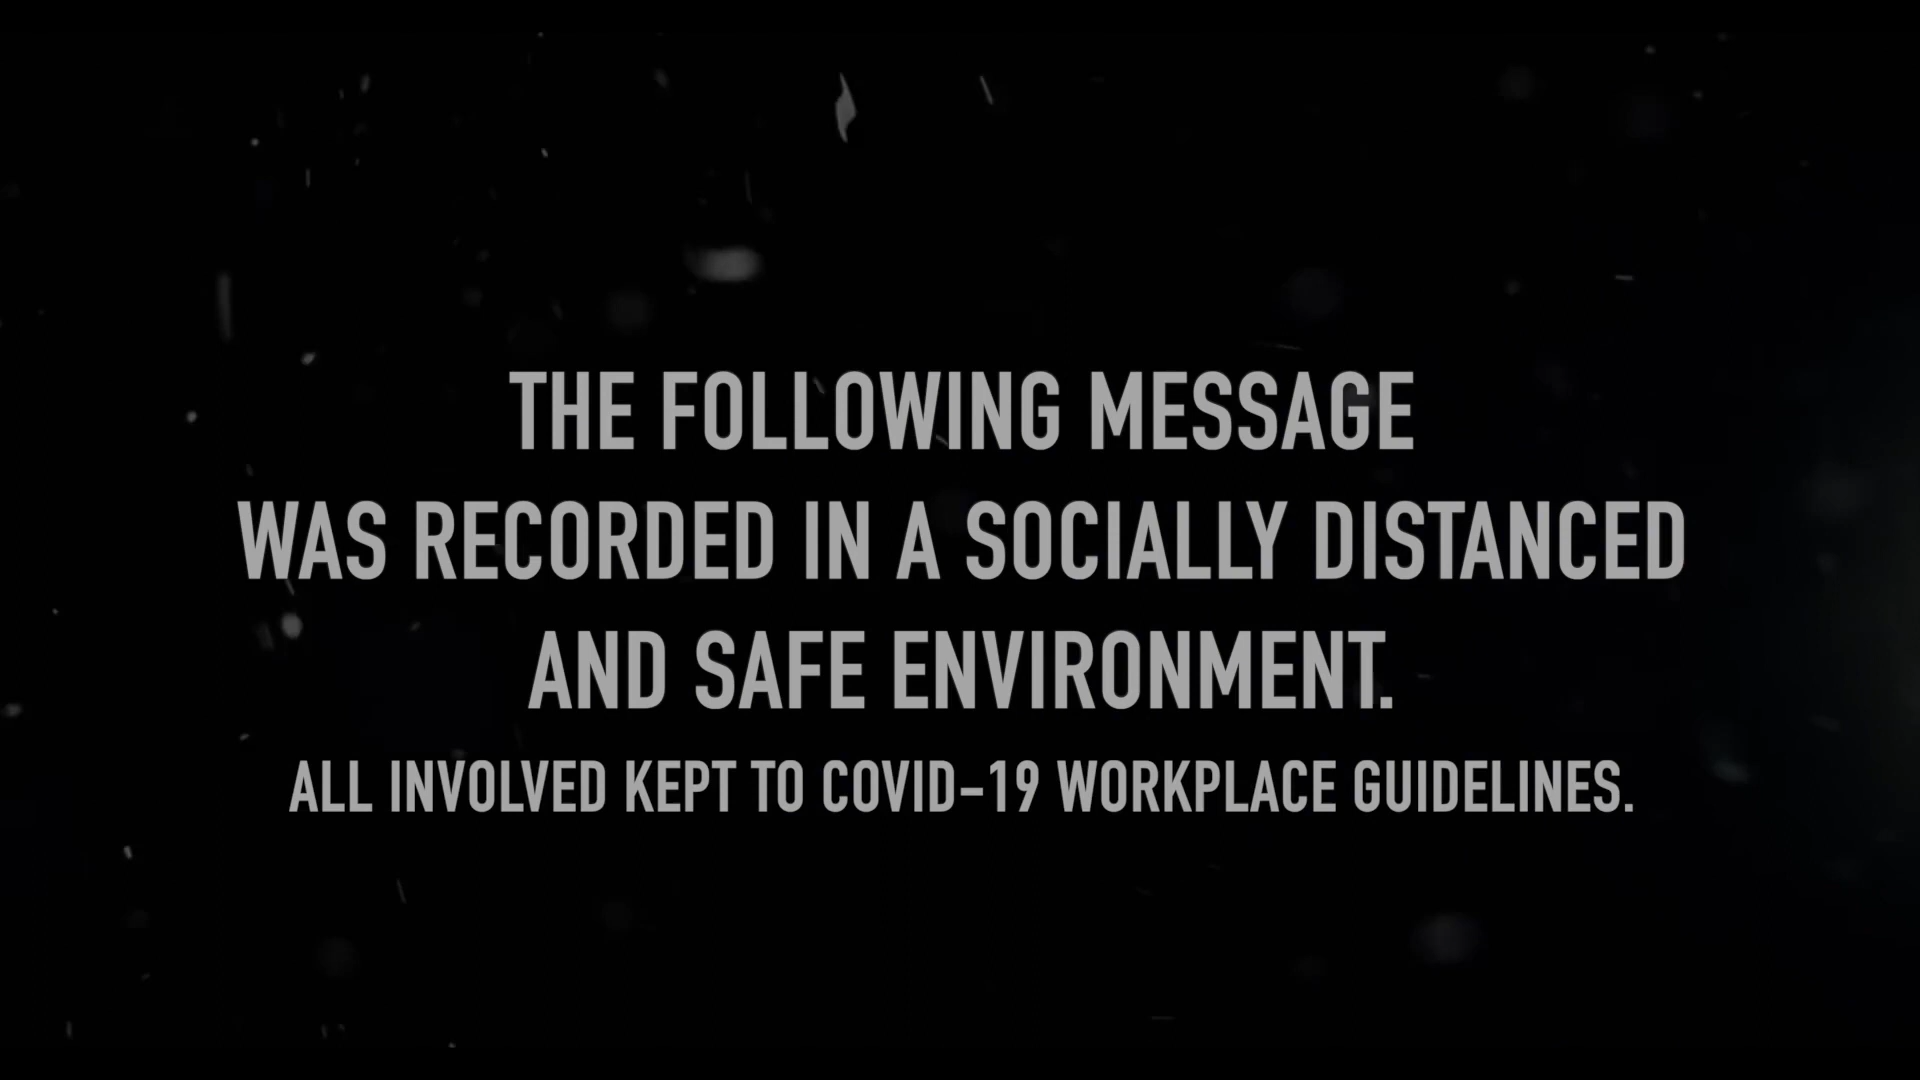 THE FOLLOWING MESSAGE
WAS RECORDED IN A SOCIALLY DISTANCED
AND SAFE ENVIRONMENT.
ALL INVOLVED KEPT TO COVID-19 WORKPLACE GUIDELINES.